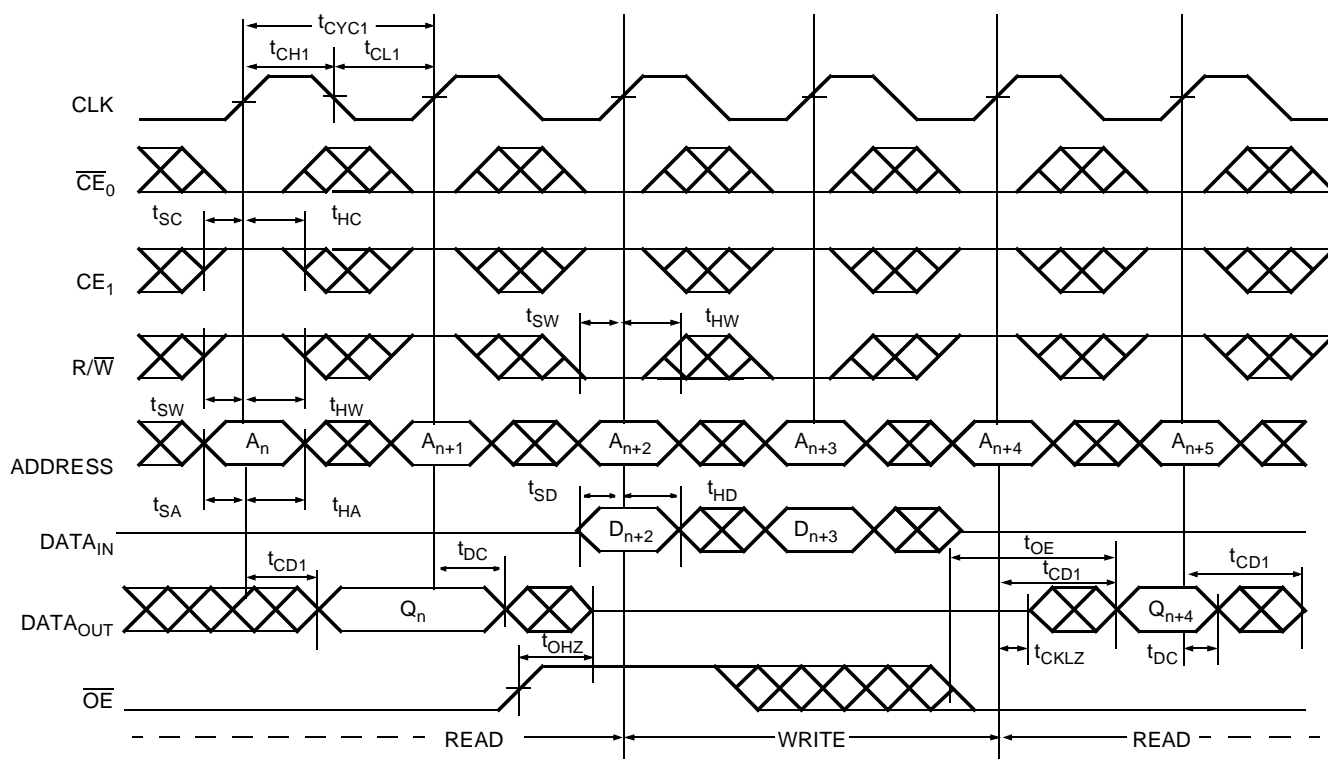 tCYC1
tCH1 tCL1
CLK
CE0
tSC tHC
CE1
tSW tHW
R/W
tSW tHW
An An+1 An+2 An+3 An+4 An+5
ADDRESS
tSA tHA tSD tHD
DATAIN Dn+2 Dn+3
tOE
tCD1 tDC tCD1 tCD1
DATAOUT Qn Qn+4
tOHZ tCKLZ tDC
OE
READ WRITE READ